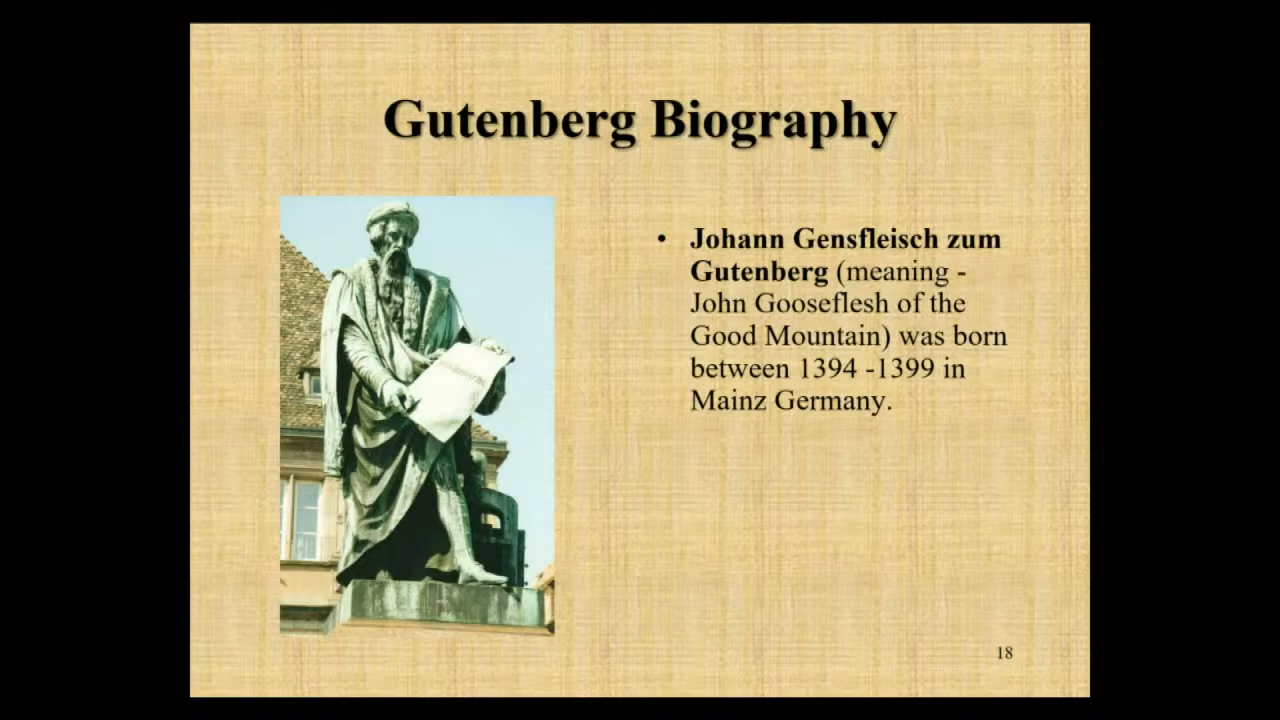 Gutenberg Biography
• Johann Gensfleisch zum
Gutenberg (meaning -
John Gooseflesh of the
Good Mountain) was born
between 1394 -1399 in
Mainz Germany.
18